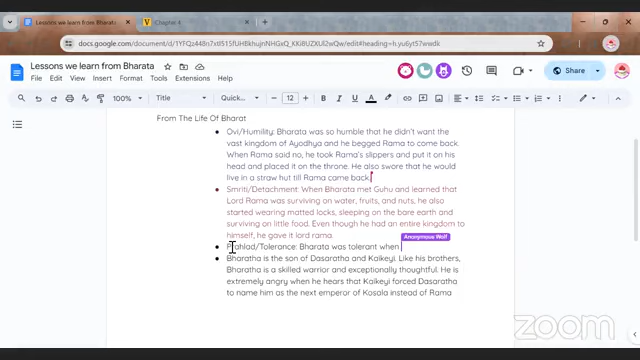 Lessons we learn from Bharata
Chapter 4
docs.google.com/document/d/1YFQz448n7xtl515fUHBkhujnNHGxQ_KKi6UZXUl2wQw/edit#heading=h.yu6yt57wwdk
Lessons we learn from Bharata
File Edit View Insert Format Tools Extensions
Share
100% Title Quick... 12
From The Life Of Bharat
• Ovi/Humility: Bharata was so humble that he didn't want the
vast kingdom of Ayodhya and he begged Rama to come back.
When Rama said no, he took Rama's slippers and put it on his
head and placed it on the throne. He also swore that he would
live in a straw hut till Rama came back.
• Smriti/Detachment: When Bharata met Guhu and learned that
Lord Rama was surviving on water, fruits, and nuts, he also
started wearing matted locks, sleeping on the bare earth and
surviving on little food. Even though he had an entire kingdom to
himself, he gave it lord rama.
Anonymous Wolf
• Prahlad/Tolerance: Bharata was tolerant when
• Bharatha is the son of Dasaratha and Kaikeyi. Like his brothers,
Bharatha is a skilled warrior and exceptionally thoughtful. He is
extremely angry when he hears that Kaikeyi forced Dasaratha
to name him as the next emperor of Kosala instead of Rama
zoom